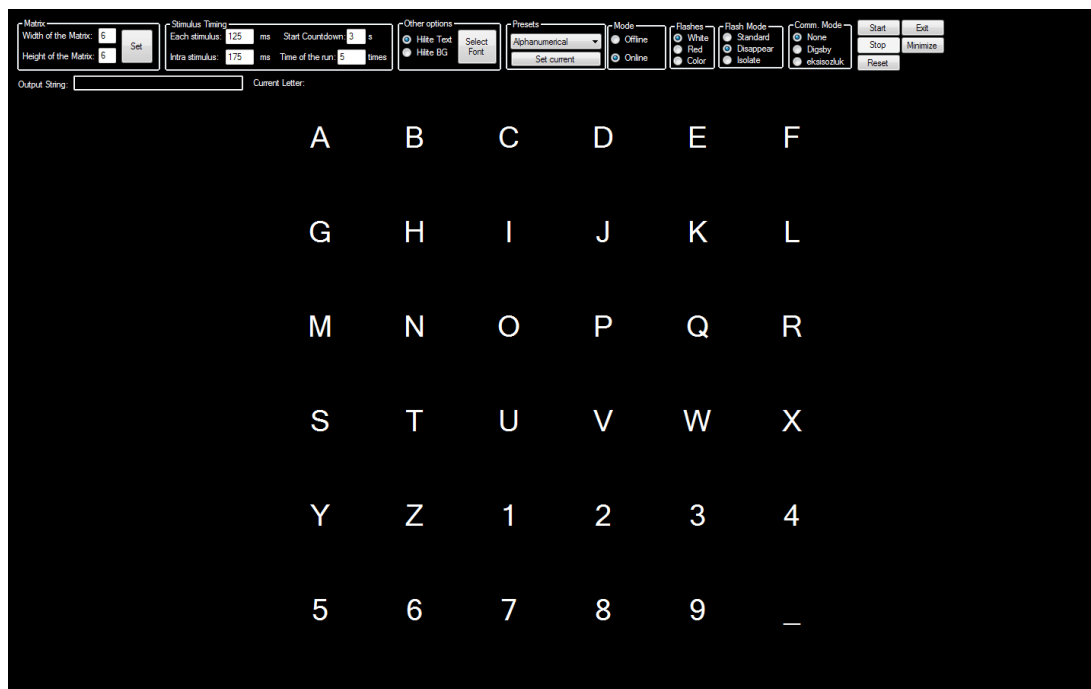 Matrix
Width of the Matrix: 6
Height of the Matrix: 6
Set
Stimulus Timing
Each stimulus: 125 ms Start Countdown: 3 s
Intra stimulus: 175 ms Time of the run: 5 times
Other options
Hilite Text
Hilite BG
Select
Font
Presets
Alphanumerical
Set current
Mode
Offline
Online
Flashes
White
Red
Color
Flash Mode
Standard
Disappear
Isolate
Comm. Mode
None
Digsby
eksisozluk
Start Exit
Stop Minimize
Reset
Output String: Current Letter:
A B C D E F
G H I J K L
M N O P Q R
S T U V W X
Y Z 1 2 3 4
5 6 7 8 9 _